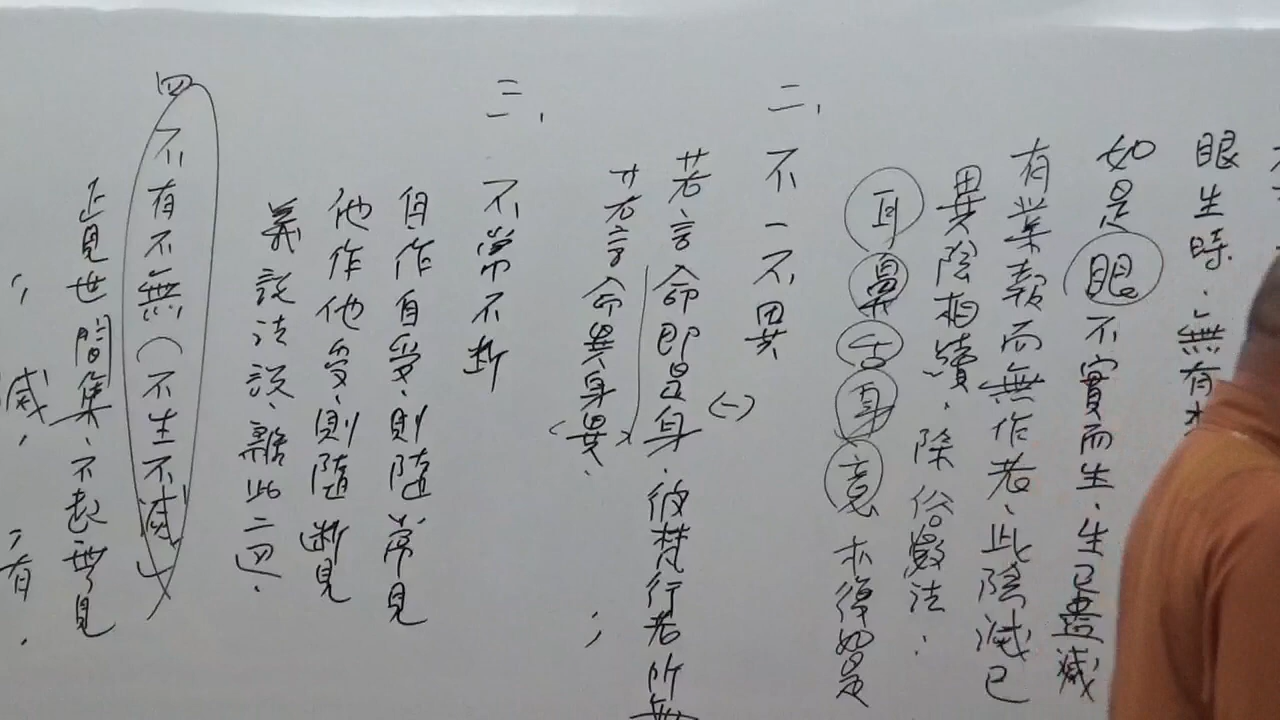 眼生時,無有
如是眼不實而生,生已盡滅
有業報而無作者,此陰滅已
異陰相續,除俗數法,
耳鼻舌身意亦復如是
二、不一不異
若言命即是身,彼梵行者所無
(一)
若言命異身異,
三、不常不斷
自作自受,則隨常見
他作他受,則隨斷見
義說法說,離此二邊,
四 不有不無(不生不滅)
正見世間集,不起無見
〃滅,〃有,